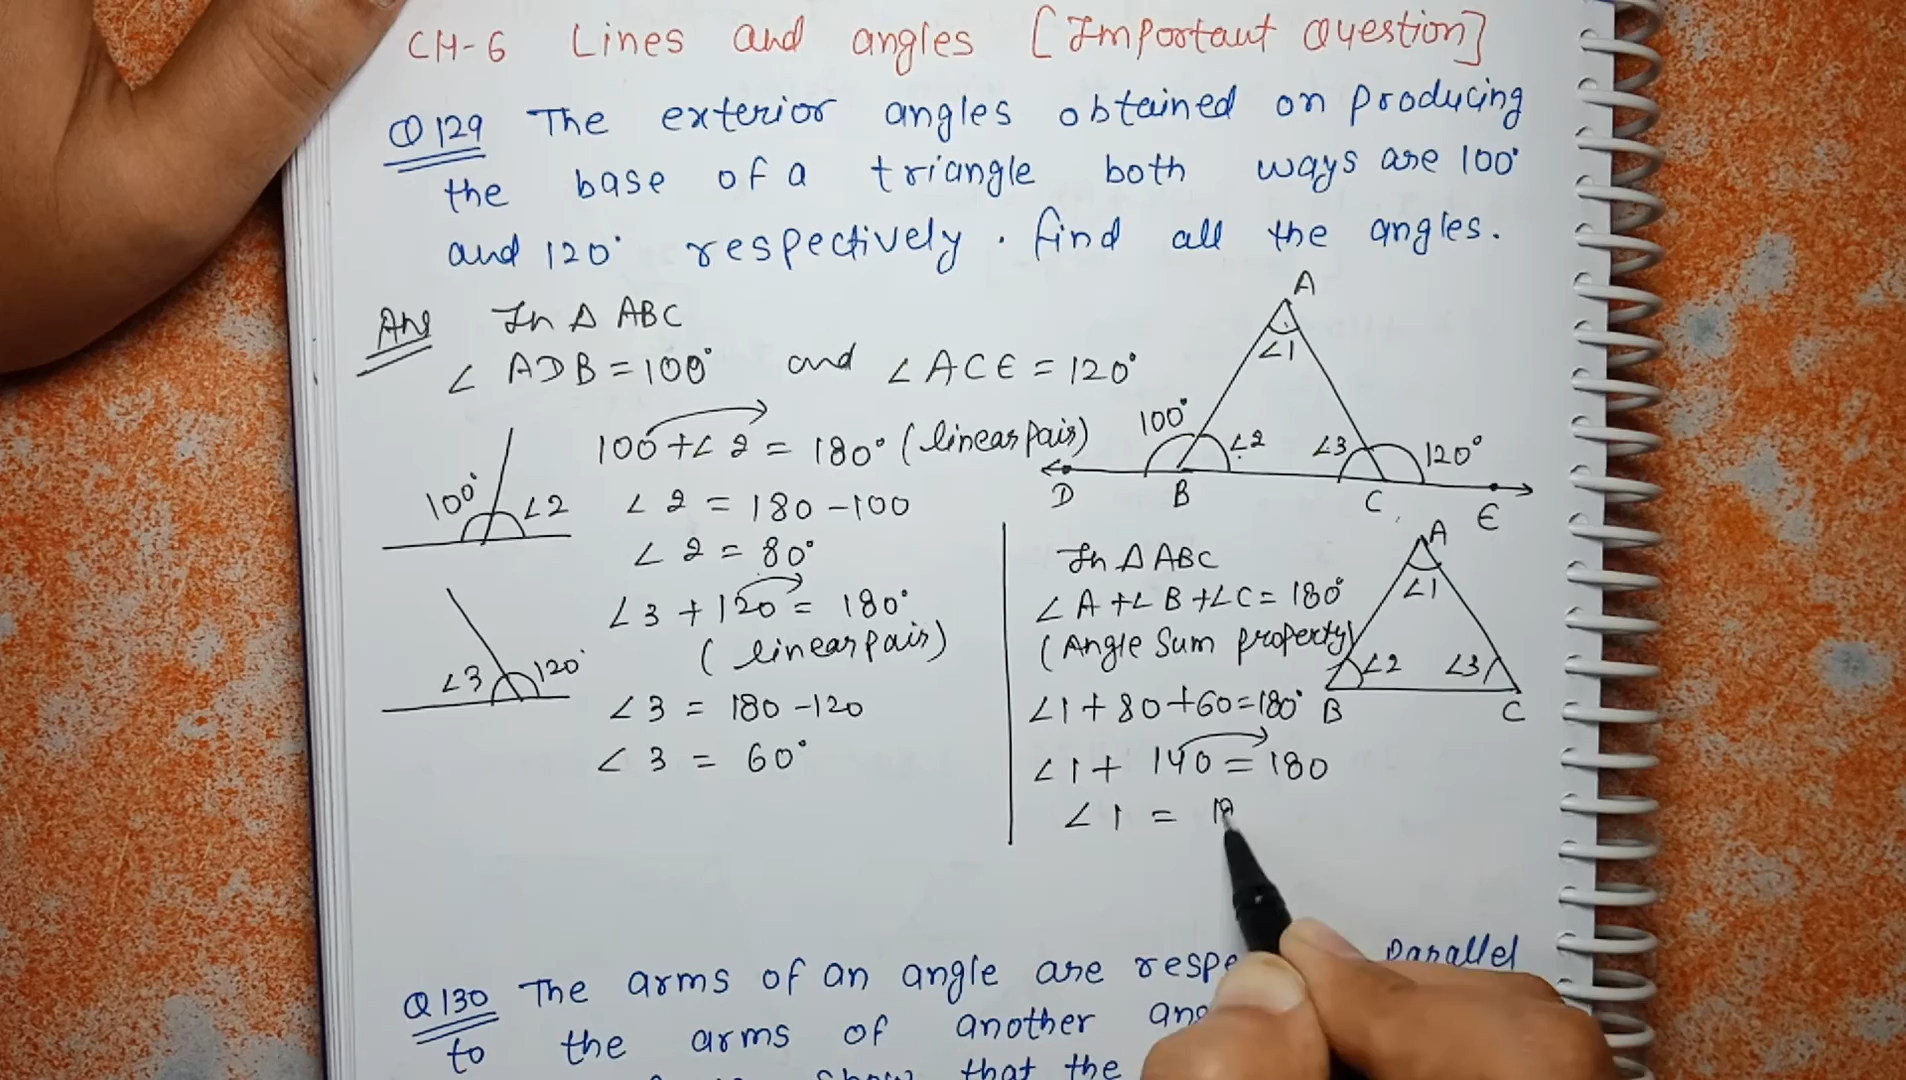 CH-6 Lines and angles [Important Question]
Q129 The exterior angles obtained on producing
the base of a triangle both ways are 100°
and 120° respectively. find all the angles.
Ans In Δ ABC
∠ ADB = 100° and ∠ACE = 120°
100 + ∠2 = 180° (linear pair)
∠2 = 180 - 100
∠2 = 80°
∠3 + 120 = 180°
(linear pair)
∠3 = 180 - 120
∠3 = 60°
100° ∠2
∠3 120°
A
∠1
100° ∠2 ∠3 120°
D B C E
In Δ ABC
∠A + ∠B + ∠C = 180°
(Angle Sum property)
∠1 + 80 + 60 = 180°
∠1 + 140 = 180
∠1 = 18
A
∠1
∠2 ∠3
B C
Q130 The arms of an angle are parallel
to the arms of another
show that the